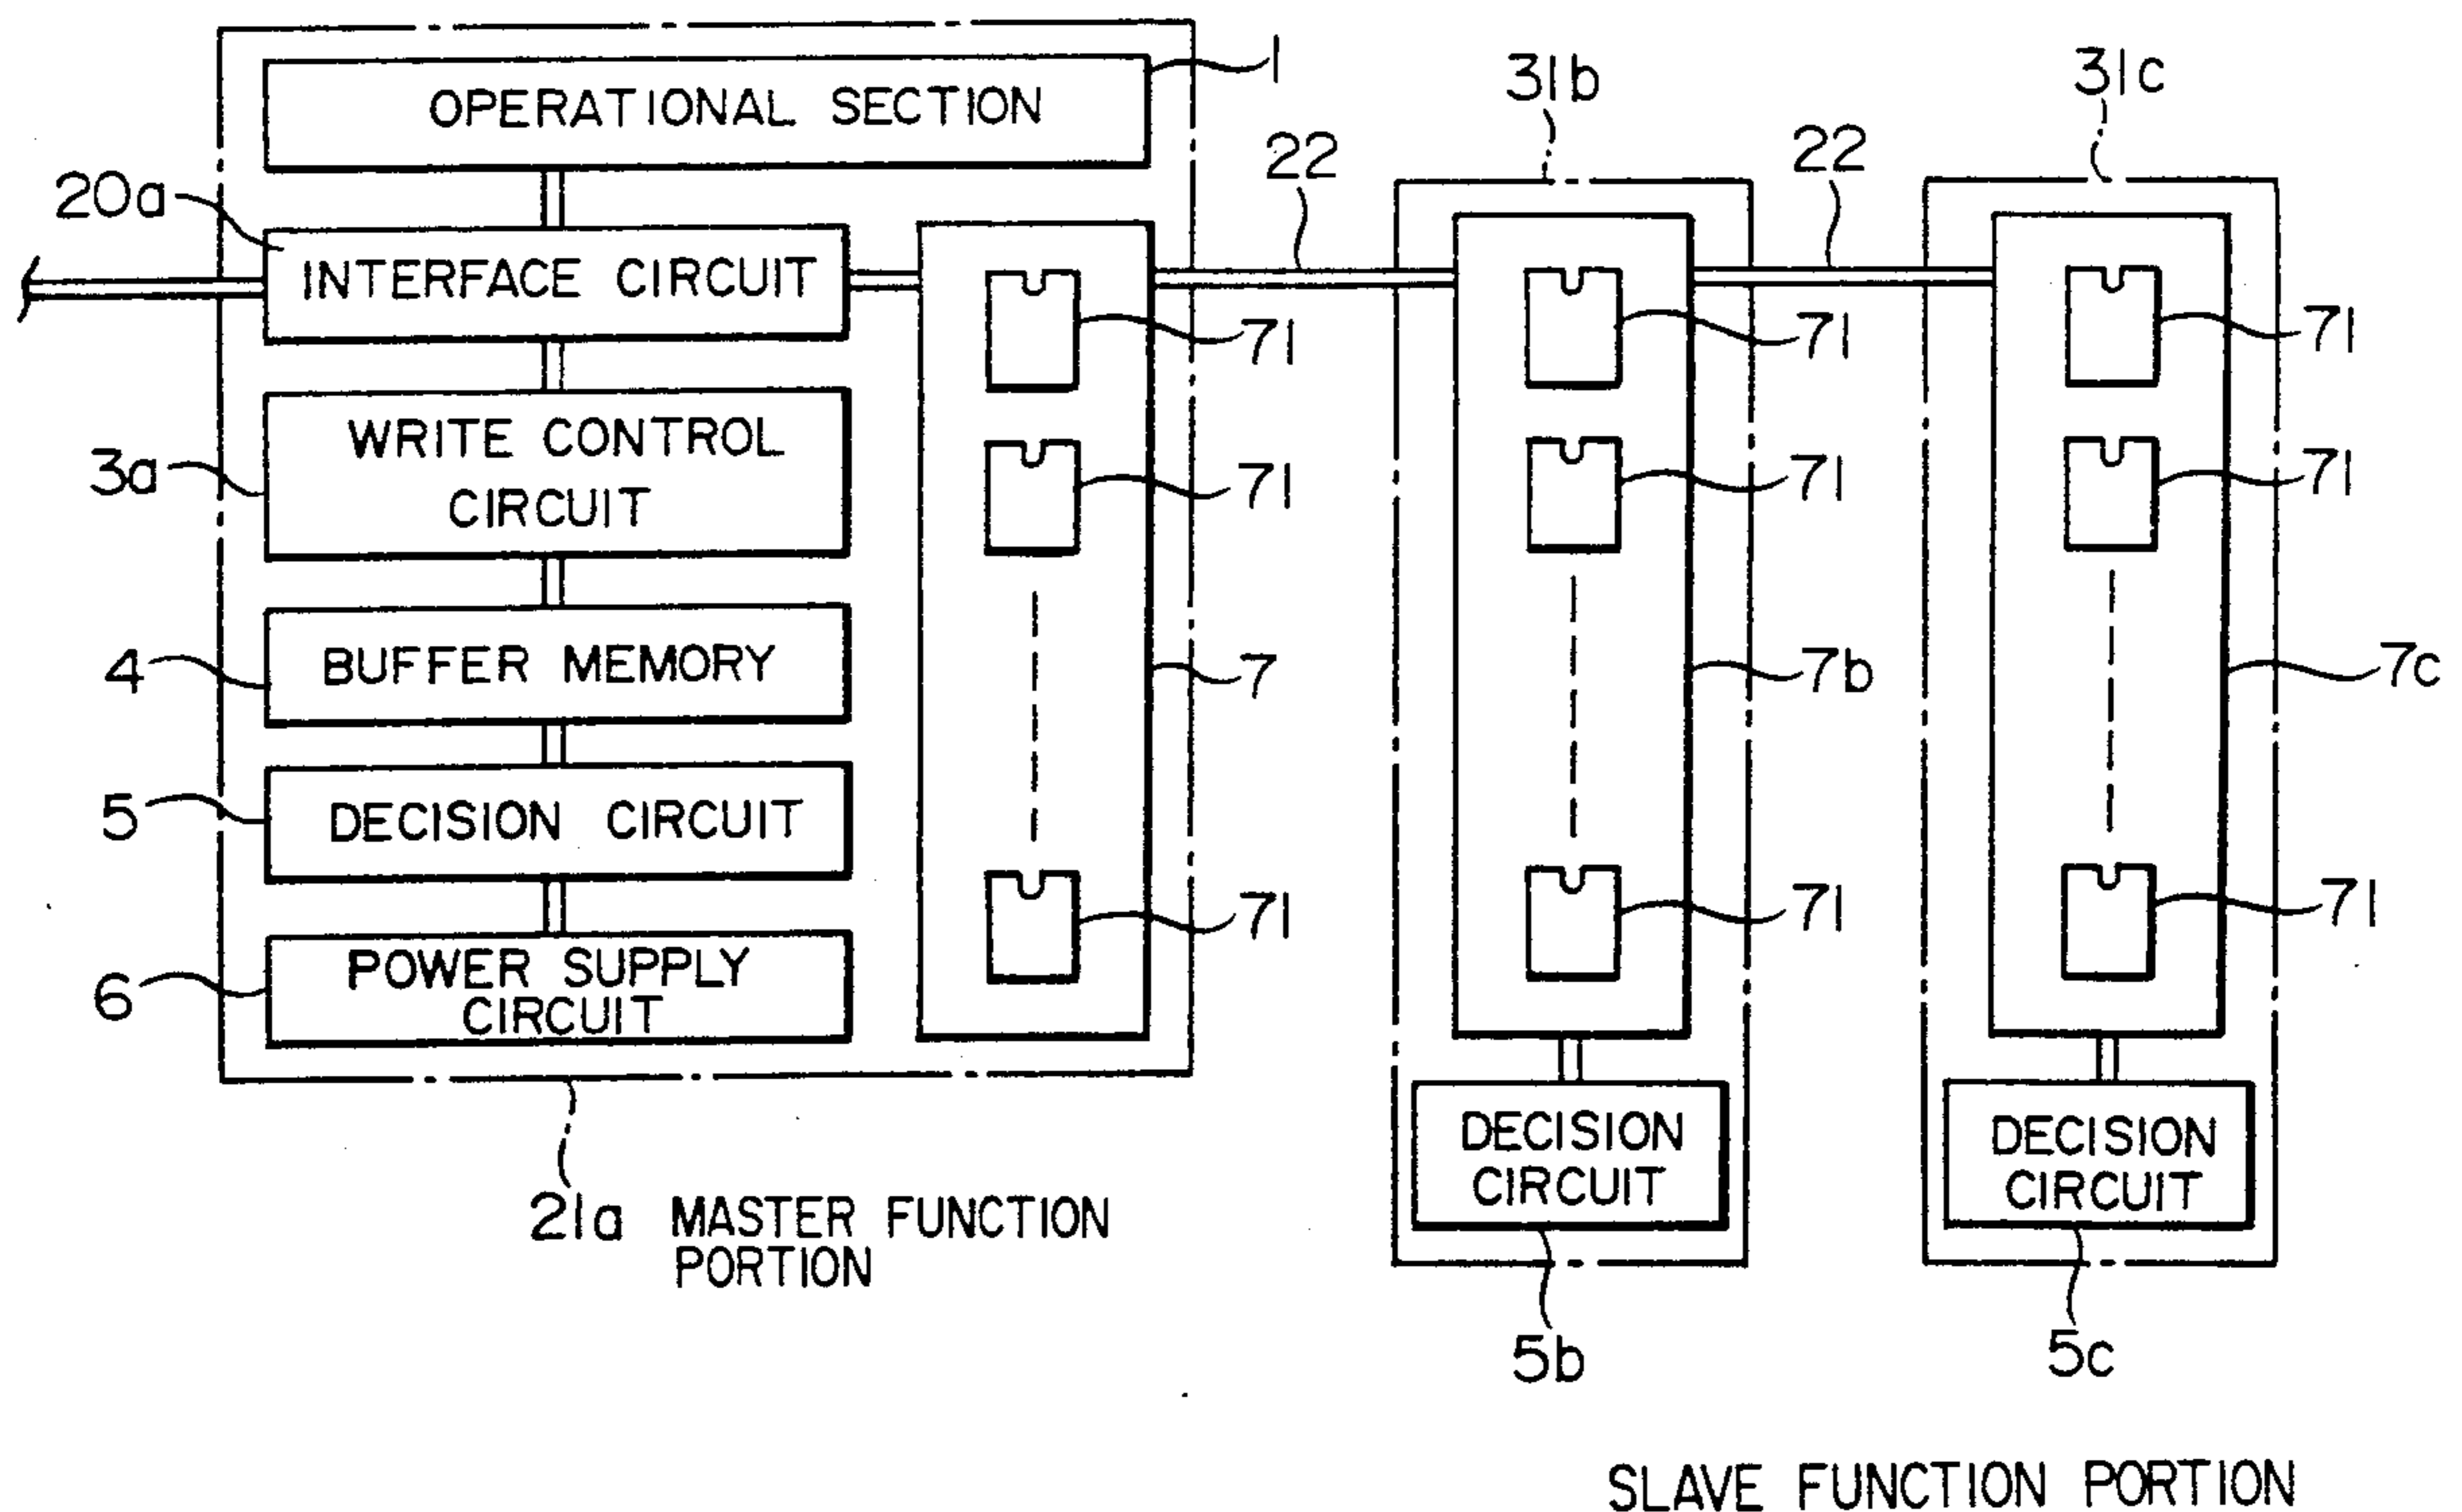 1
OPERATIONAL SECTION
31b
31c
22
22
20a
INTERFACE CIRCUIT
71
71
71
WRITE CONTROL
CIRCUIT
3a
71
71
71
4
BUFFER MEMORY
7
7b
7c
5
DECISION CIRCUIT
71
71
71
6
POWER SUPPLY
CIRCUIT
DECISION
CIRCUIT
DECISION
CIRCUIT
21a MASTER FUNCTION
PORTION
5b
5c
SLAVE FUNCTION PORTION